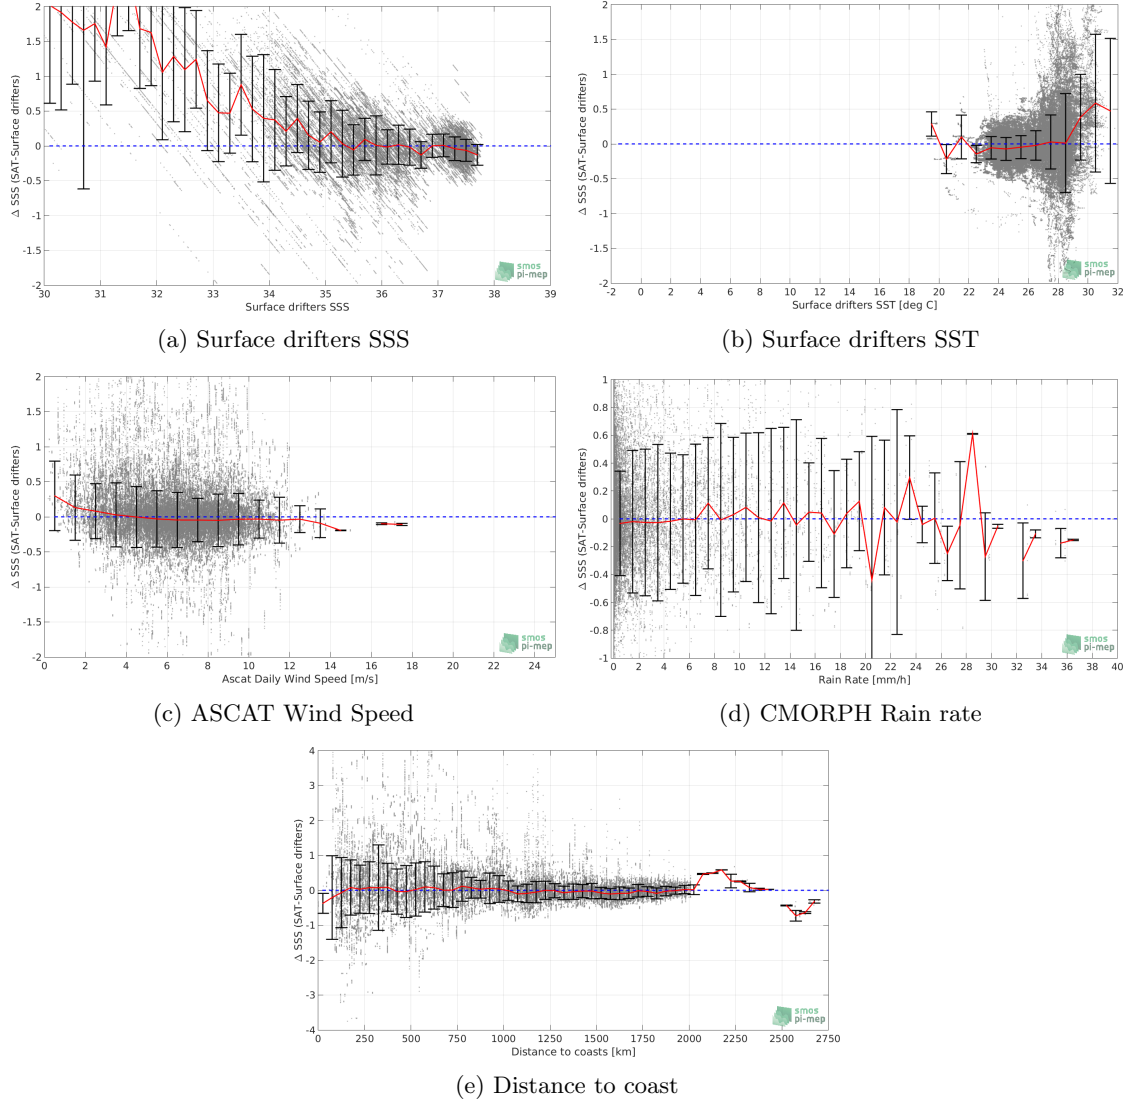 Δ SSS (SAT-Surface drifters)
2
1.5
1
0.5
0
-0.5
-1
-1.5
-2
30 31 32 33 34 35 36 37 38 39
Surface drifters SSS
smos
pi-mep
(a) Surface drifters SSS
Δ SSS (SAT-Surface drifters)
2
1.5
1
0.5
0
-0.5
-1
-1.5
-2
-2 0 2 4 6 8 10 12 14 16 18 20 22 24 26 28 30 32
Surface drifters SST [deg C]
smos
pi-mep
(b) Surface drifters SST
Δ SSS (SAT-Surface drifters)
2
1.5
1
0.5
0
-0.5
-1
-1.5
-2
0 2 4 6 8 10 12 14 16 18 20 22 24
Ascat Daily Wind Speed [m/s]
smos
pi-mep
(c) ASCAT Wind Speed
Δ SSS (SAT-Surface drifters)
1
0.8
0.6
0.4
0.2
0
-0.2
-0.4
-0.6
-0.8
-1
0 2 4 6 8 10 12 14 16 18 20 22 24 26 28 30 32 34 36 38 40
Rain Rate [mm/h]
smos
pi-mep
(d) CMORPH Rain rate
Δ SSS (SAT-Surface drifters)
4
3
2
1
0
-1
-2
-3
-4
0 250 500 750 1000 1250 1500 1750 2000 2250 2500 2750
Distance to coasts [km]
smos
pi-mep
(e) Distance to coast